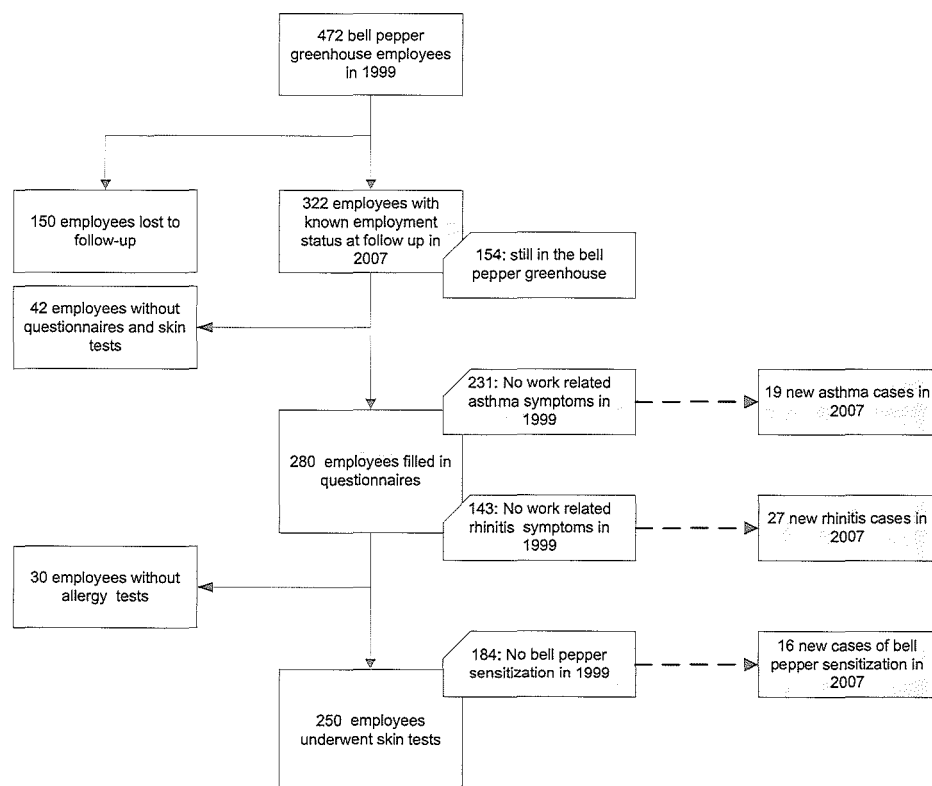 472 bell pepper
greenhouse employees
in 1999
150 employees lost to
follow-up
322 employees with
known employment
status at follow up in
2007
154: still in the bell
pepper greenhouse
42 employees without
questionnaires and skin
tests
231: No work related
asthma symptoms in
1999
19 new asthma cases in
2007
280 employees filled in
questionnaires
143: No work related
rhinitis symptoms in
1999
27 new rhinitis cases in
2007
30 employees without
allergy tests
184: No bell pepper
sensitization in 1999
16 new cases of bell
pepper sensitization in
2007
250 employees
underwent skin tests